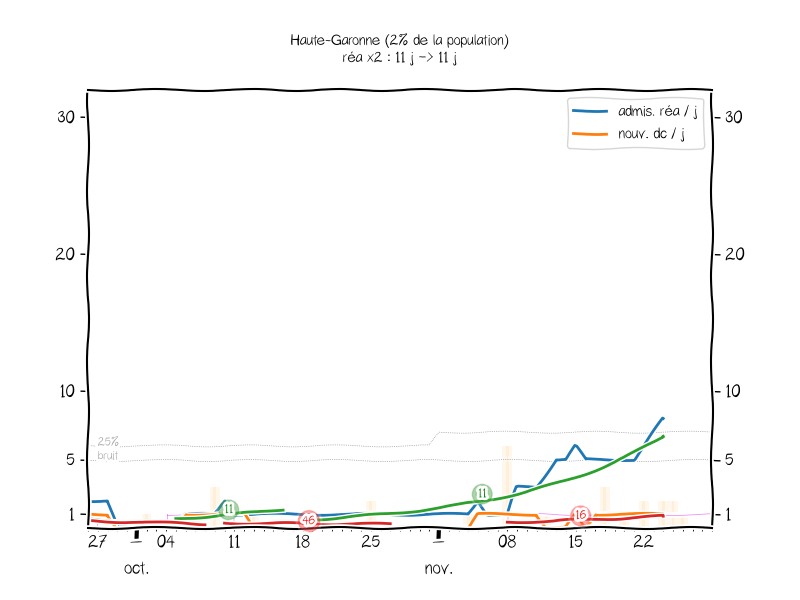 Haute-Garonne (2% de la population)
réa x2 : 11 j -> 11 j
admis. réa / j
nouv. dc / j
30 30
20 20
10 10
25%
bruit
5 5
11
11
46
16
1 1
27 04 11 18 25 08 15 22
oct. nov.